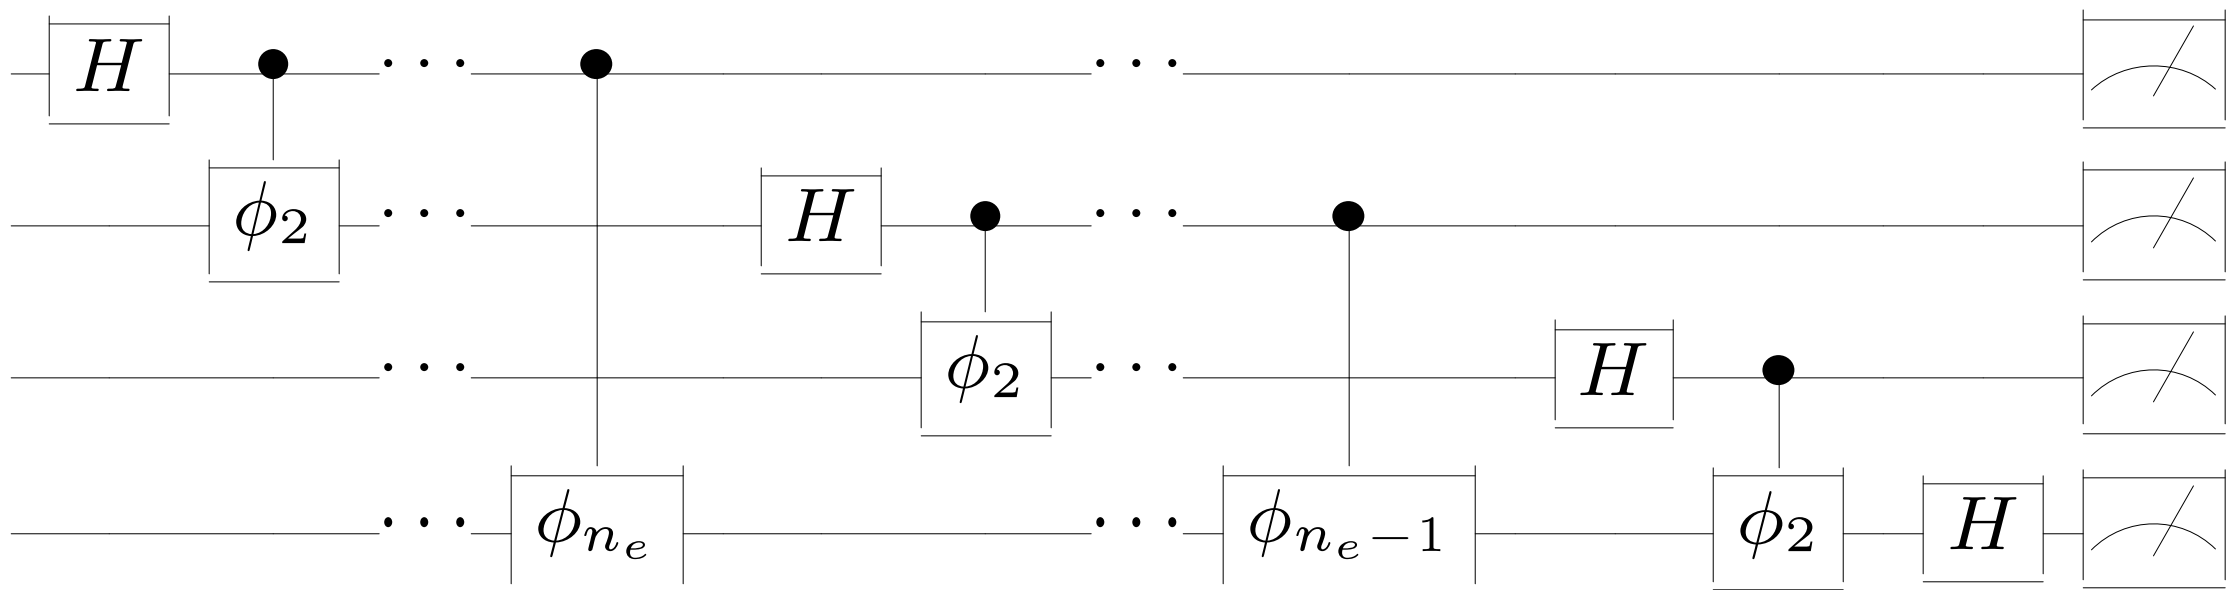 H · · · · · ·
ϕ₂ · · · H · · ·
· · · ϕ₂ · · · H
· · · ϕₙₑ · · · ϕₙₑ₋₁ ϕ₂ H